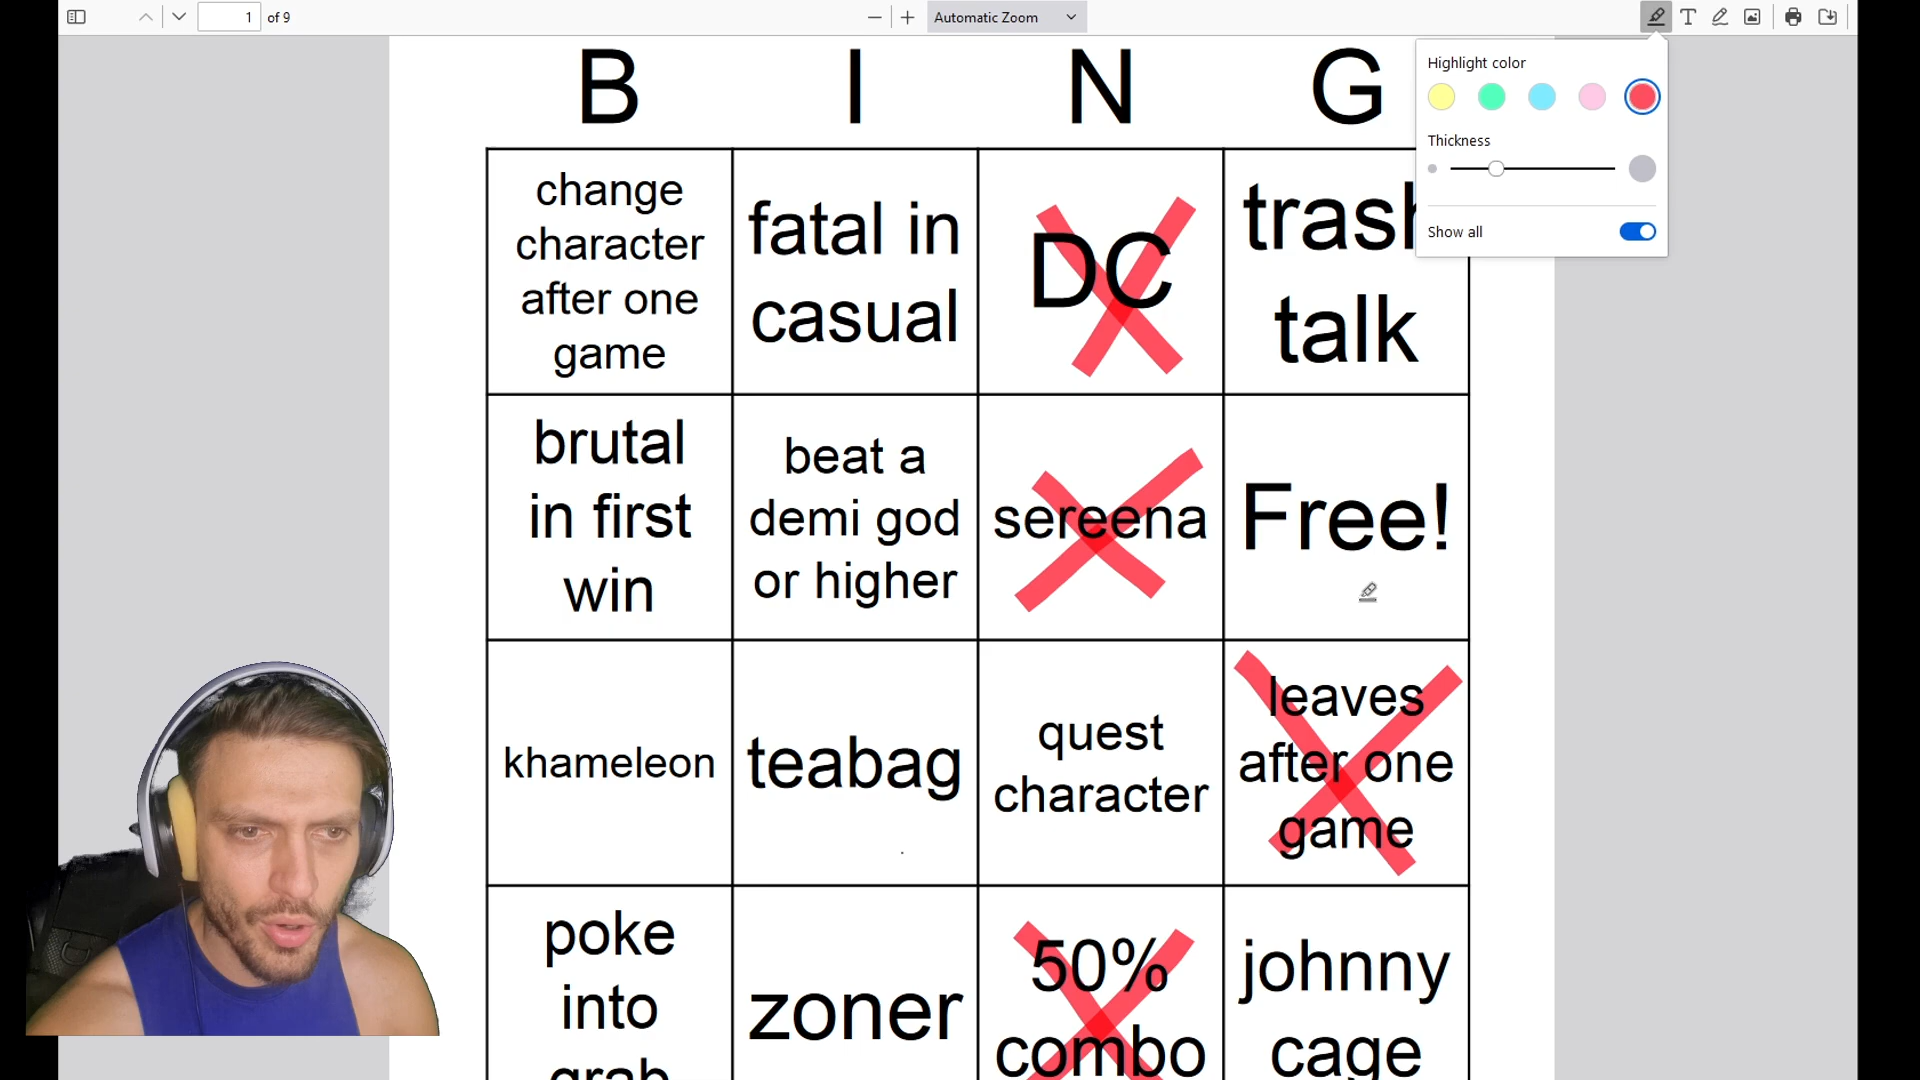 1 of 9
Automatic Zoom
Highlight color
Thickness
Show all
B I N G
change
character
after one
game
fatal in
casual
DC
trash
talk
brutal
in first
win
beat a
demi god
or higher
sereena
Free!
khameleon
teabag
quest
character
leaves
after one
game
poke
into
grab
zoner
50%
combo
johnny
cage